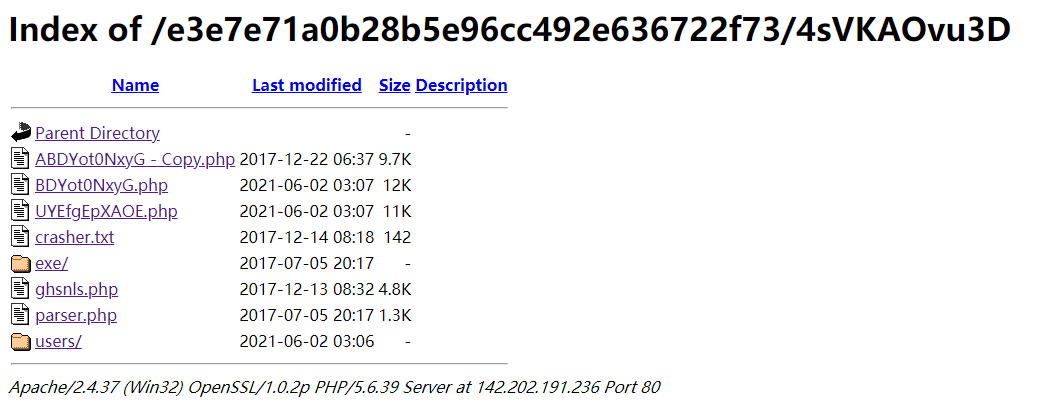 Index of /e3e7e71a0b28b5e96cc492e636722f73/4sVKAOvu3D
Name Last modified Size Description
Parent Directory -
ABDYot0NxyG - Copy.php 2017-12-22 06:37 9.7K
BDYot0NxyG.php 2021-06-02 03:07 12K
UYEfgEpXAOE.php 2021-06-02 03:07 11K
crasher.txt 2017-12-14 08:18 142
exe/ 2017-07-05 20:17 -
ghsnls.php 2017-12-13 08:32 4.8K
parser.php 2017-07-05 20:17 1.3K
users/ 2021-06-02 03:06 -
Apache/2.4.37 (Win32) OpenSSL/1.0.2p PHP/5.6.39 Server at 142.202.191.236 Port 80